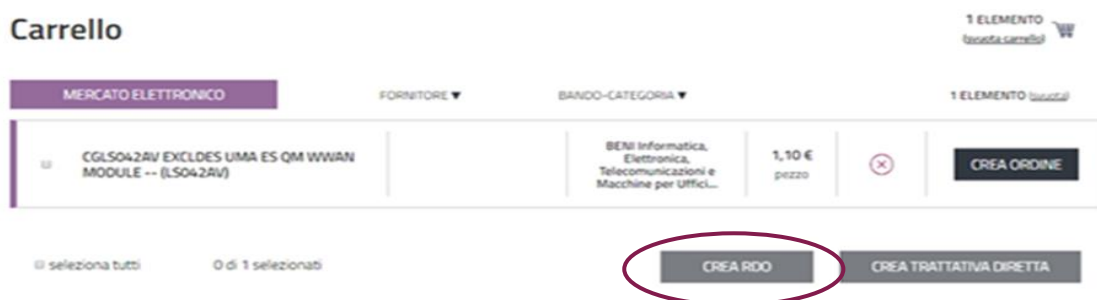 Carrello
1 ELEMENTO
(svuota carrello)
MERCATO ELETTRONICO
FORNITORE ▼
BANDO-CATEGORIA ▼
1 ELEMENTO (svuota)
CGLS042AV EXCLDES UMA ES QM WWAN
MODULE -- (LS042AV)
BENI Informatica,
Elettronica,
Telecomunicazioni e
Macchine per Uffici...
1,10 €
pezzo
CREA ORDINE
seleziona tutti
0 di 1 selezionati
CREA RDO
CREA TRATTATIVA DIRETTA